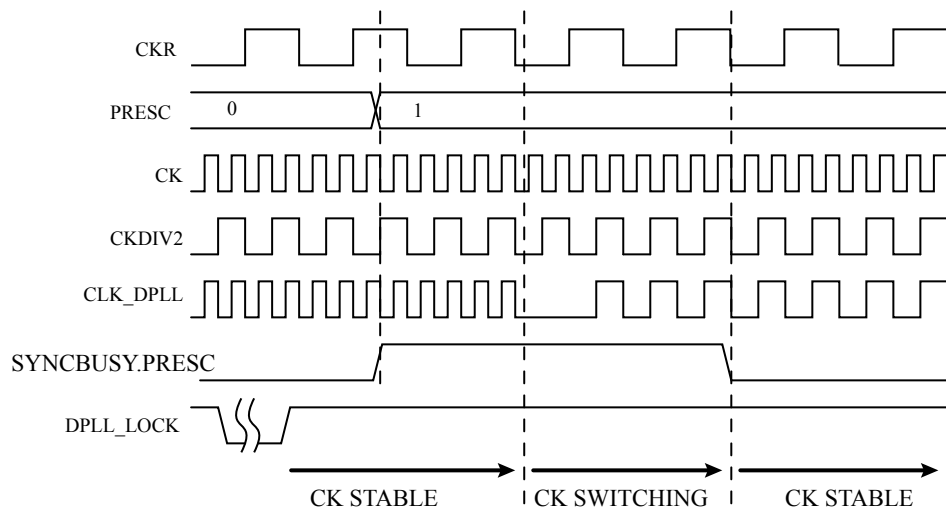 CKR
PRESC
0
1
CK
CKDIV2
CLK_DPLL
SYNCBUSY.PRESC
DPLL_LOCK
CK STABLE
CK SWITCHING
CK STABLE